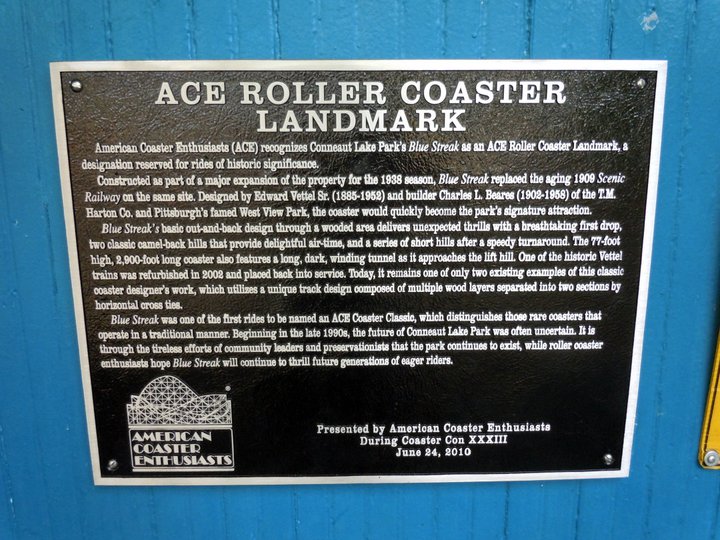 ACE ROLLER COASTER
LANDMARK
American Coaster Enthusiasts (ACE) recognizes Conneaut Lake Park's Blue Streak as an ACE Roller Coaster Landmark, a
designation reserved for rides of historic significance.
Constructed as part of a major expansion of the property for the 1938 season, Blue Streak replaced the aging 1909 Scenic
Railway on the same site. Designed by Edward Vettel Sr. (1885-1952) and builder Charles L. Beares (1902-1958) of the T.M.
Harton Co. and Pittsburgh's famed West View Park, the coaster would quickly become the park's signature attraction.
Blue Streak's basic out-and-back design through a wooded area delivers unexpected thrills with a breathtaking first drop,
two classic camel-back hills that provide delightful air-time, and a series of short hills after a speedy turnaround. The 77-foot
high, 2,900-foot long coaster also features a long, dark, winding tunnel as it approaches the lift hill. One of the historic Vettel
trains was refurbished in 2002 and placed back into service. Today, it remains one of only two existing examples of this classic
coaster designer's work, which utilizes a unique track design composed of multiple wood layers separated into two sections by
horizontal cross ties.
Blue Streak was one of the first rides to be named an ACE Coaster Classic, which distinguishes those rare coasters that
operate in a traditional manner. Beginning in the late 1990s, the future of Conneaut Lake Park was often uncertain. It is
through the tireless efforts of community leaders and preservationists that the park continues to exist, while roller coaster
enthusiasts hope Blue Streak will continue to thrill future generations of eager riders.
®
AMERICAN
COASTER
ENTHUSIASTS
Presented by American Coaster Enthusiasts
During Coaster Con XXXIII
June 24, 2010